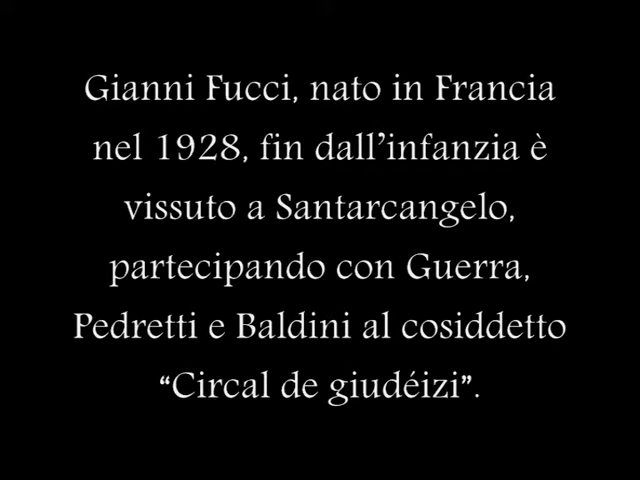 Gianni Fucci, nato in Francia
nel 1928, fin dall’infanzia è
vissuto a Santarcangelo,
partecipando con Guerra,
Pedretti e Baldini al cosiddetto
“Circal de giudéizi”.